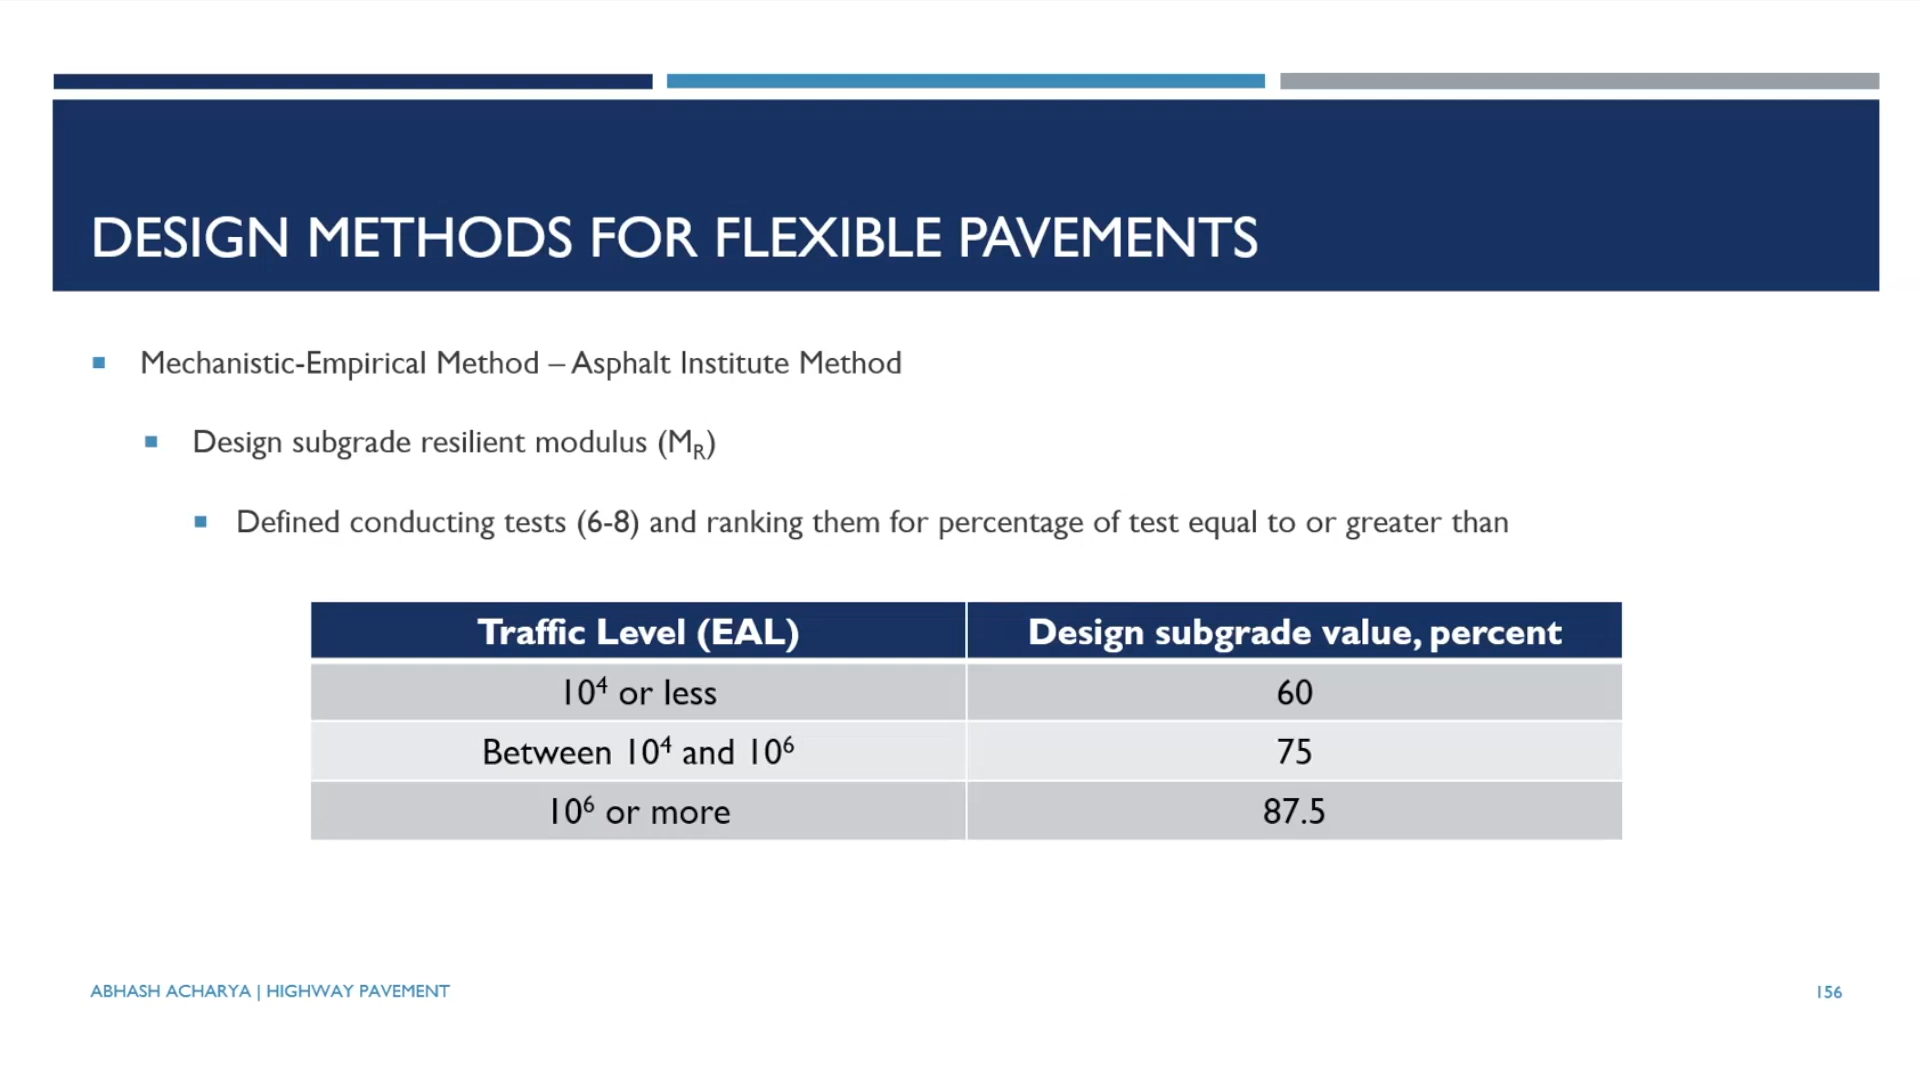 DESIGN METHODS FOR FLEXIBLE PAVEMENTS
Mechanistic-Empirical Method – Asphalt Institute Method
Design subgrade resilient modulus (MR)
Defined conducting tests (6-8) and ranking them for percentage of test equal to or greater than
Traffic Level (EAL) Design subgrade value, percent
10⁴ or less 60
Between 10⁴ and 10⁶ 75
10⁶ or more 87.5
ABHASH ACHARYA | HIGHWAY PAVEMENT 156